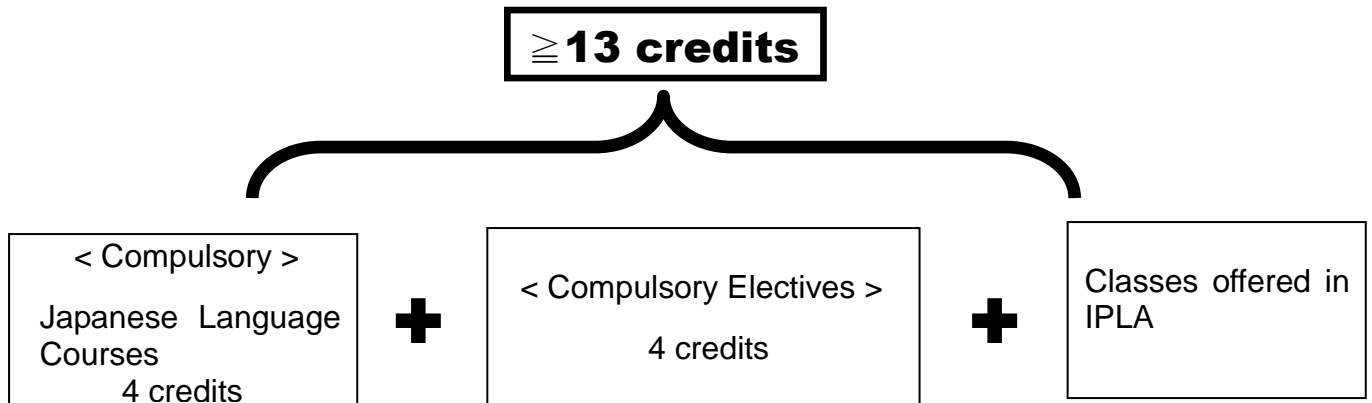 ≧13 credits
< Compulsory >
Japanese Language
Courses
4 credits
< Compulsory Electives >
4 credits
Classes offered in
IPLA